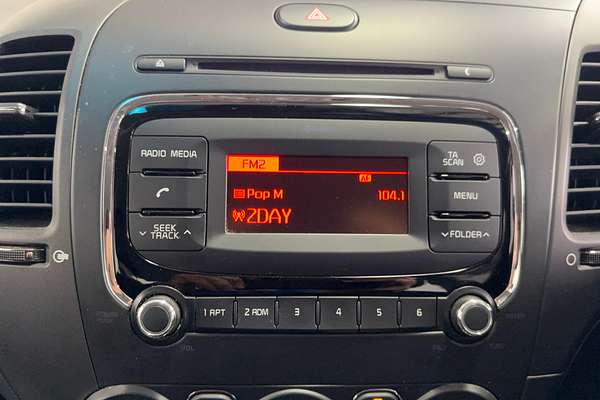 RADIO MEDIA
SEEK
TRACK
FM2
AF
Pop M 104.1
2DAY
TA
SCAN
MENU
FOLDER
1 RPT
2 RDM
3
4
5
6
VOL